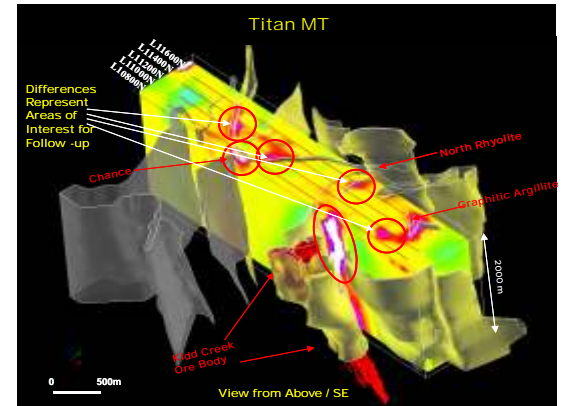 Titan MT
L11600N
L11400N
L11200N
L11000N
L10800N
Differences
Represent
Areas of
Interest for
Follow -up
North Rhyolite
Chance
Graphitic Argillite
2000 m
Kidd Creek
Ore Body
0 500m
View from Above / SE